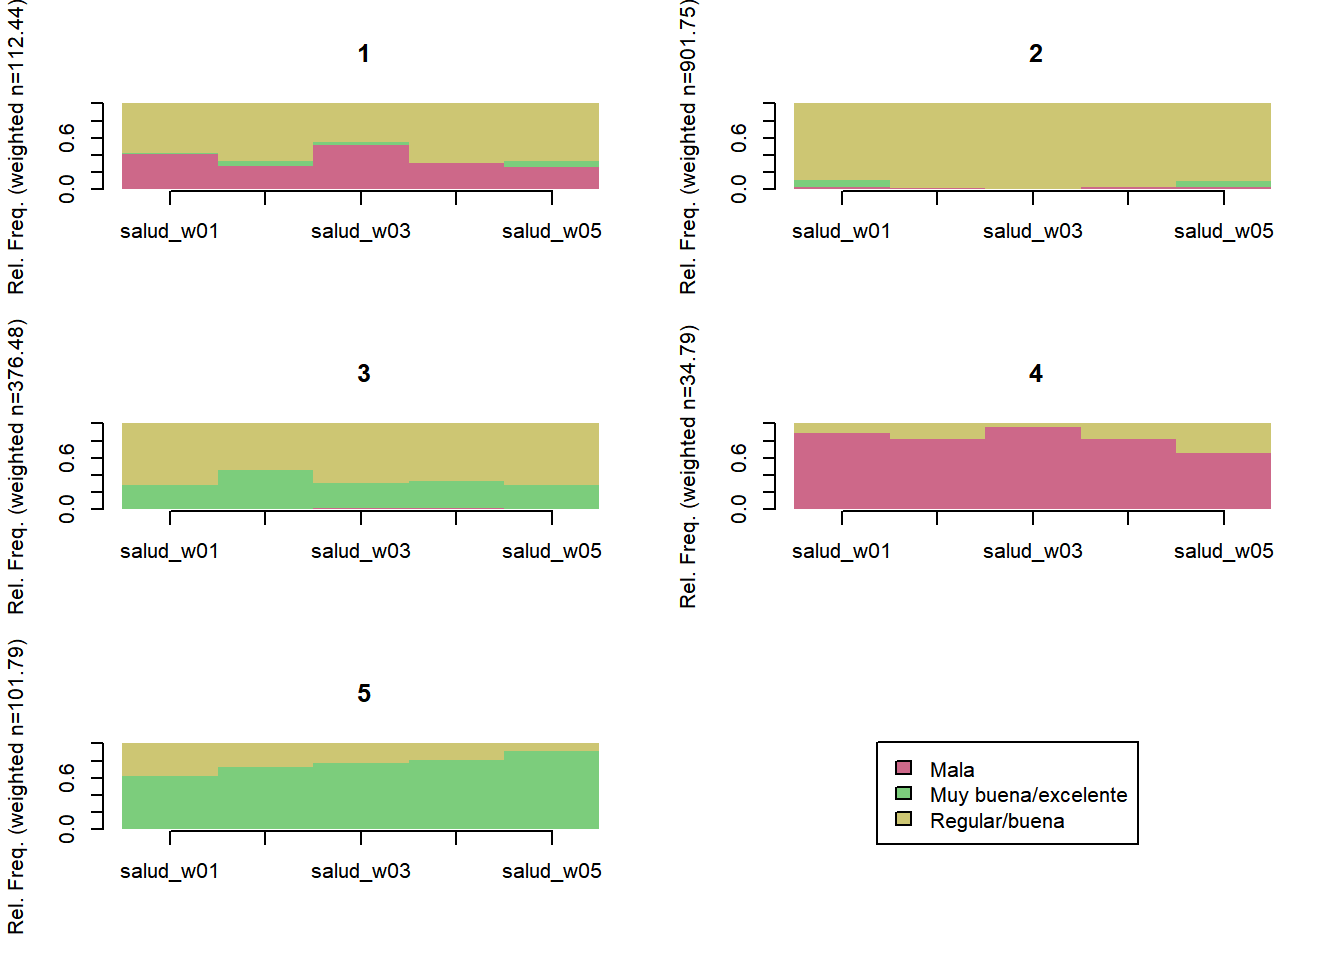 1
Rel. Freq. (weighted n=112.44)
0.6
0.0
salud_w01 salud_w03 salud_w05
2
Rel. Freq. (weighted n=901.75)
0.6
0.0
salud_w01 salud_w03 salud_w05
3
Rel. Freq. (weighted n=376.48)
0.6
0.0
salud_w01 salud_w03 salud_w05
4
Rel. Freq. (weighted n=34.79)
0.6
0.0
salud_w01 salud_w03 salud_w05
5
Rel. Freq. (weighted n=101.79)
0.6
0.0
salud_w01 salud_w03 salud_w05
Mala
Muy buena/excelente
Regular/buena